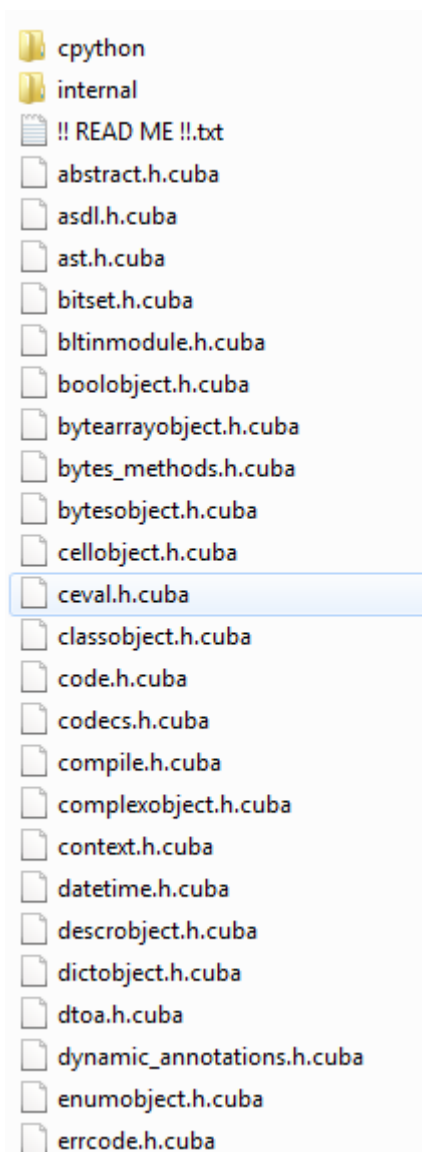 cpython
internal
!! READ ME !!.txt
abstract.h.cuba
asdl.h.cuba
ast.h.cuba
bitset.h.cuba
bltinmodule.h.cuba
boolobject.h.cuba
bytearrayobject.h.cuba
bytes_methods.h.cuba
bytesobject.h.cuba
cellobject.h.cuba
ceval.h.cuba
classobject.h.cuba
code.h.cuba
codecs.h.cuba
compile.h.cuba
complexobject.h.cuba
context.h.cuba
datetime.h.cuba
descrobject.h.cuba
dictobject.h.cuba
dtoa.h.cuba
dynamic_annotations.h.cuba
enumobject.h.cuba
errcode.h.cuba